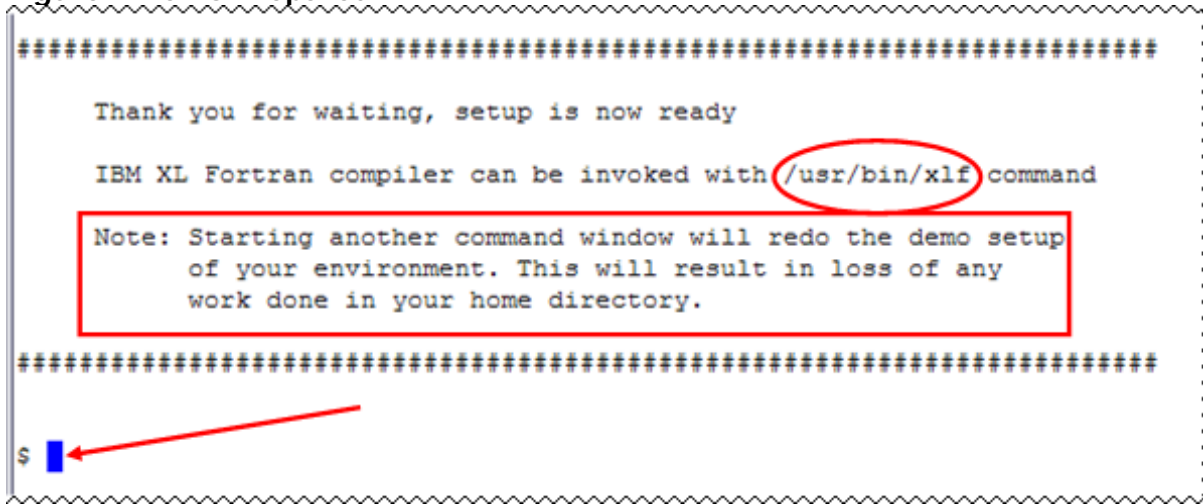 ##########################################################################
Thank you for waiting, setup is now ready
IBM XL Fortran compiler can be invoked with /usr/bin/xlf command
Note: Starting another command window will redo the demo setup
of your environment. This will result in loss of any
work done in your home directory.
##########################################################################
$